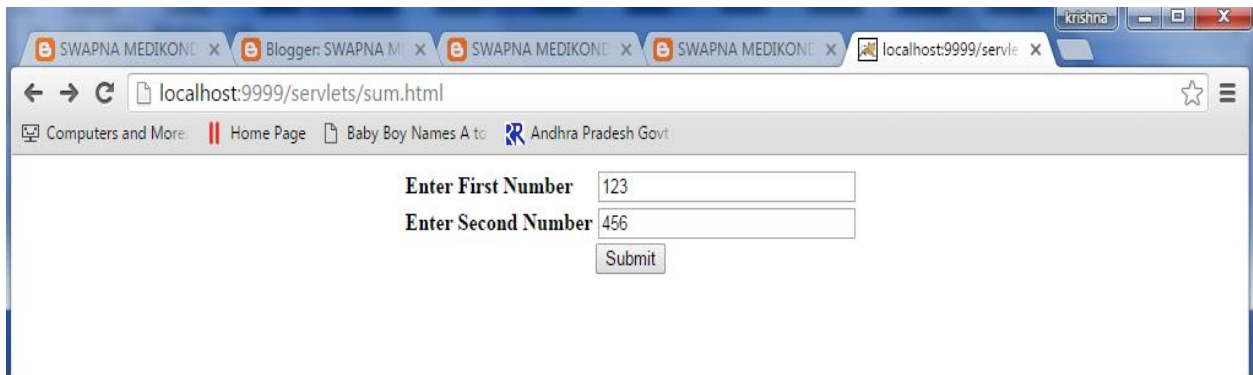 krishna
SWAPNA MEDIKOND Blogger: SWAPNA M SWAPNA MEDIKOND SWAPNA MEDIKOND localhost:9999/servle
localhost:9999/servlets/sum.html
Computers and More Home Page Baby Boy Names A to Andhra Pradesh Govt
Enter First Number 123
Enter Second Number 456
Submit